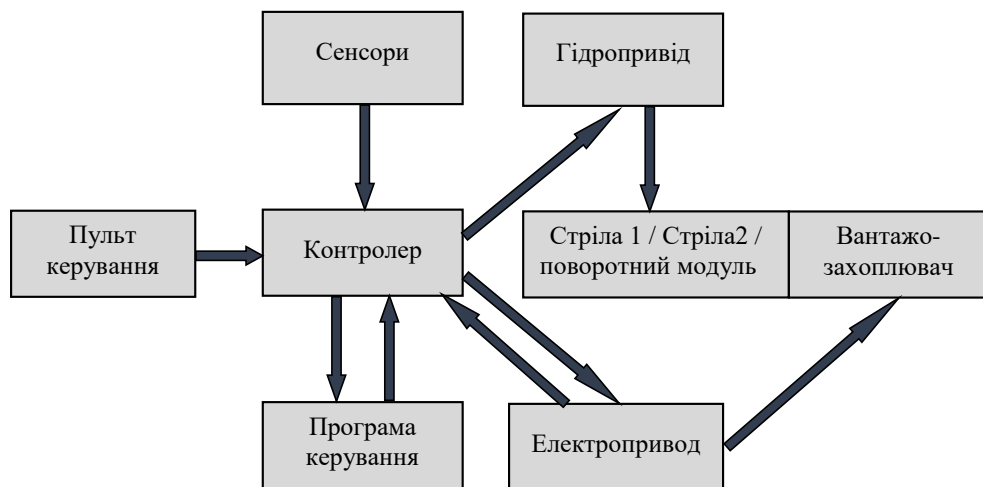 Сенсори
Гідропривід
Пульт
керування
Контролер
Стріла 1 / Стріла2 /
поворотний модуль
Вантажо-
захоплювач
Програма
керування
Електропривод